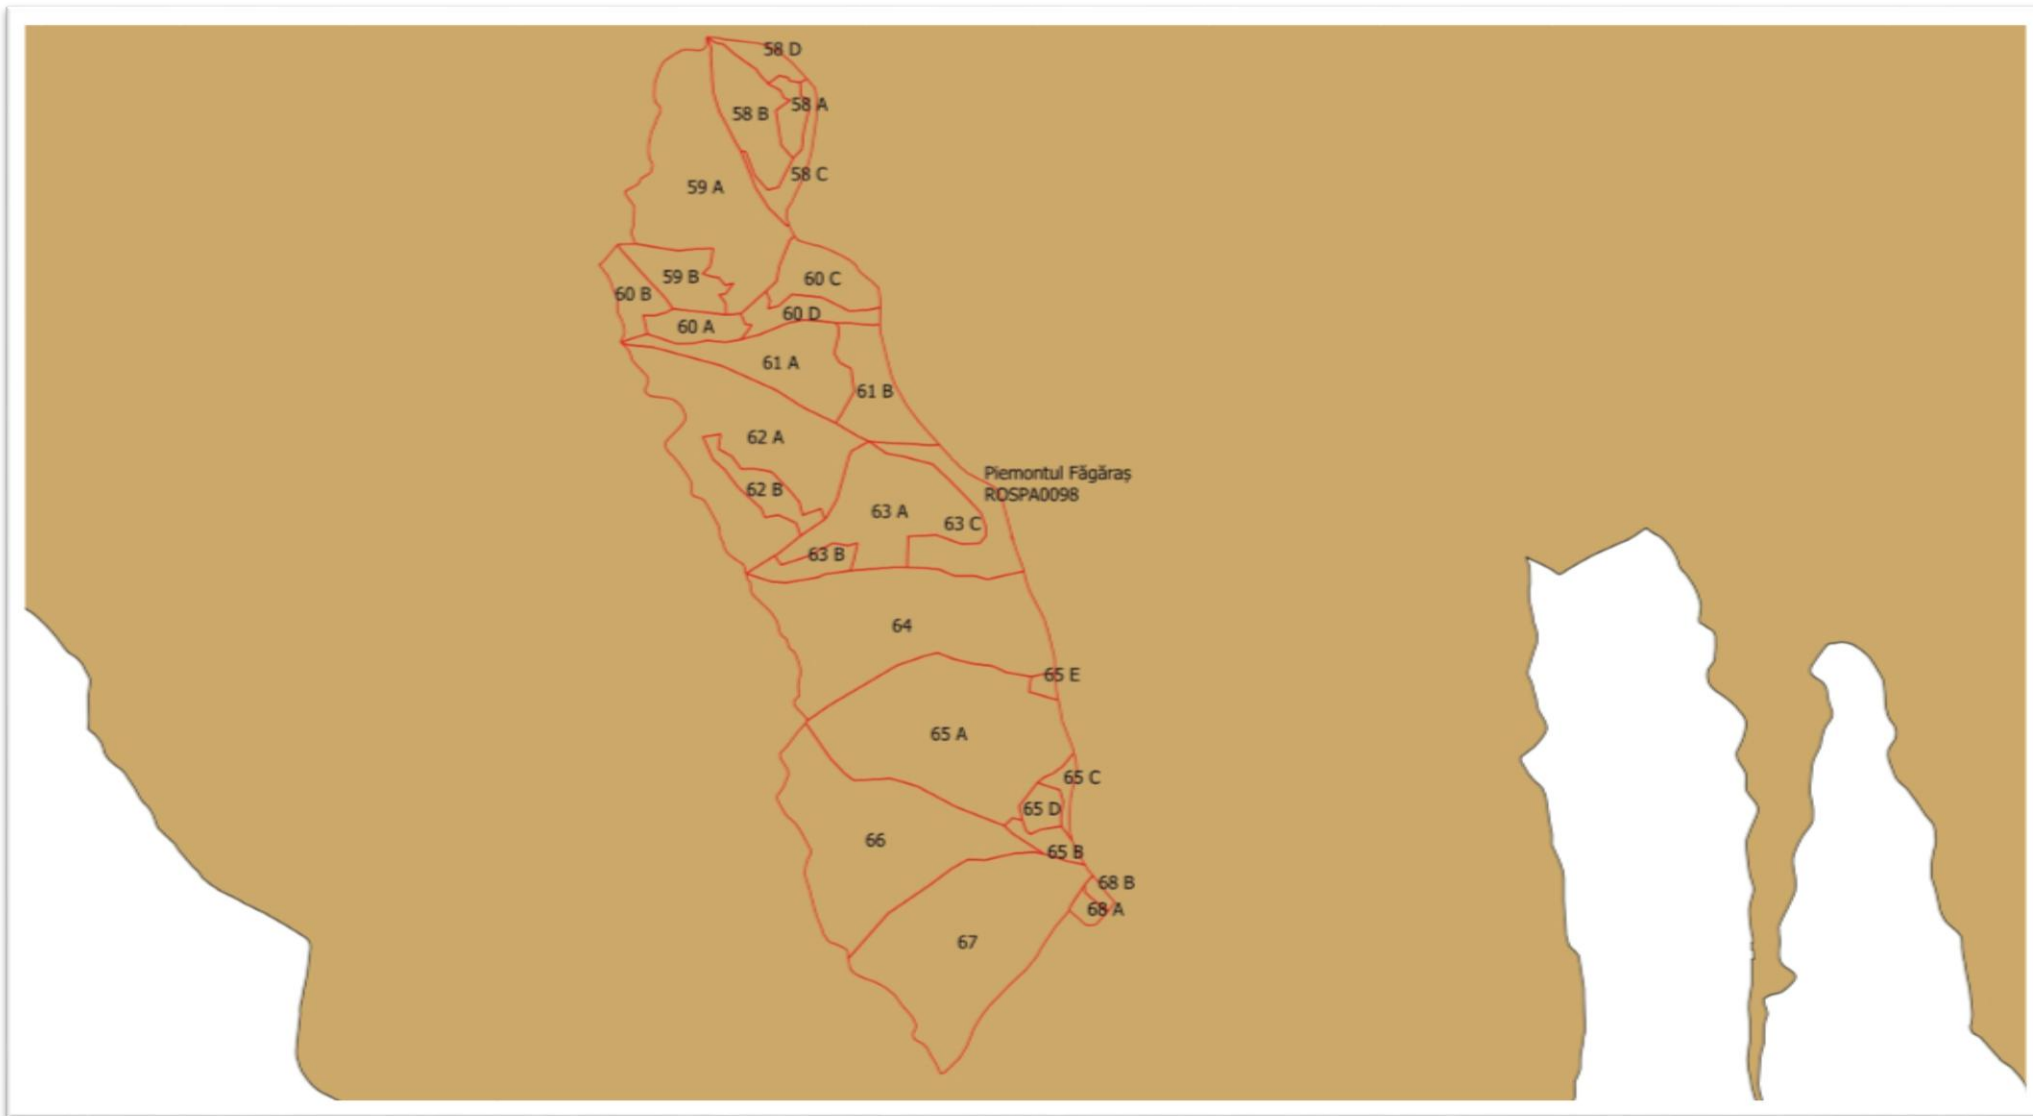 58 D
58 A
58 B
58 C
59 A
59 B
60 C
60 B
60 D
60 A
61 A
61 B
62 A
Piemontul Făgăraș
ROSPA0098
62 B
63 A
63 C
63 B
64
65 E
65 A
65 C
65 D
66
65 B
68 B
68 A
67